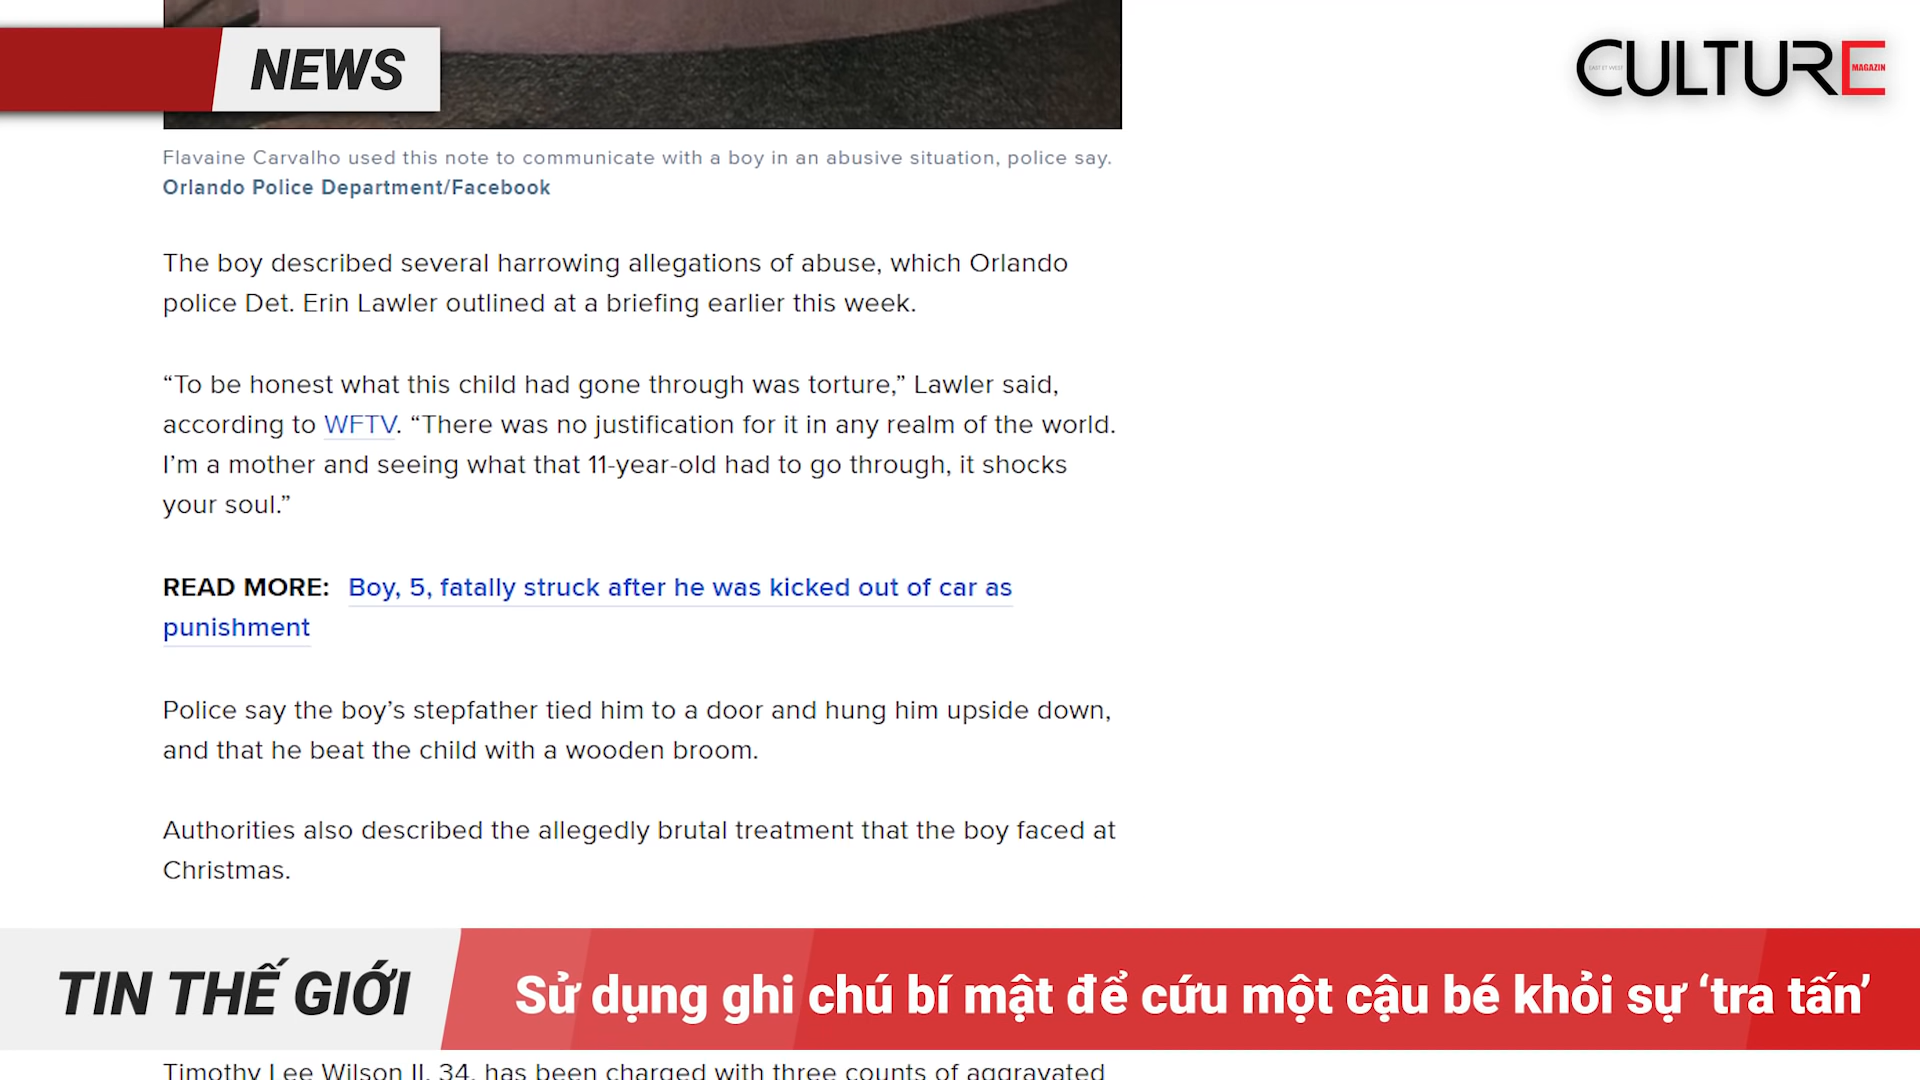 NEWS
CULTURE
EAST ET WEST
MAGAZIN
Flavaine Carvalho used this note to communicate with a boy in an abusive situation, police say.
Orlando Police Department/Facebook
The boy described several harrowing allegations of abuse, which Orlando
police Det. Erin Lawler outlined at a briefing earlier this week.
“To be honest what this child had gone through was torture,” Lawler said,
according to WFTV. “There was no justification for it in any realm of the world.
I’m a mother and seeing what that 11-year-old had to go through, it shocks
your soul.”
READ MORE: Boy, 5, fatally struck after he was kicked out of car as
punishment
Police say the boy’s stepfather tied him to a door and hung him upside down,
and that he beat the child with a wooden broom.
Authorities also described the allegedly brutal treatment that the boy faced at
Christmas.
TIN THẾ GIỚI
Sử dụng ghi chú bí mật để cứu một cậu bé khỏi sự ‘tra tấn’
Timothy Lee Wilson II, 34, has been charged with three counts of aggravated